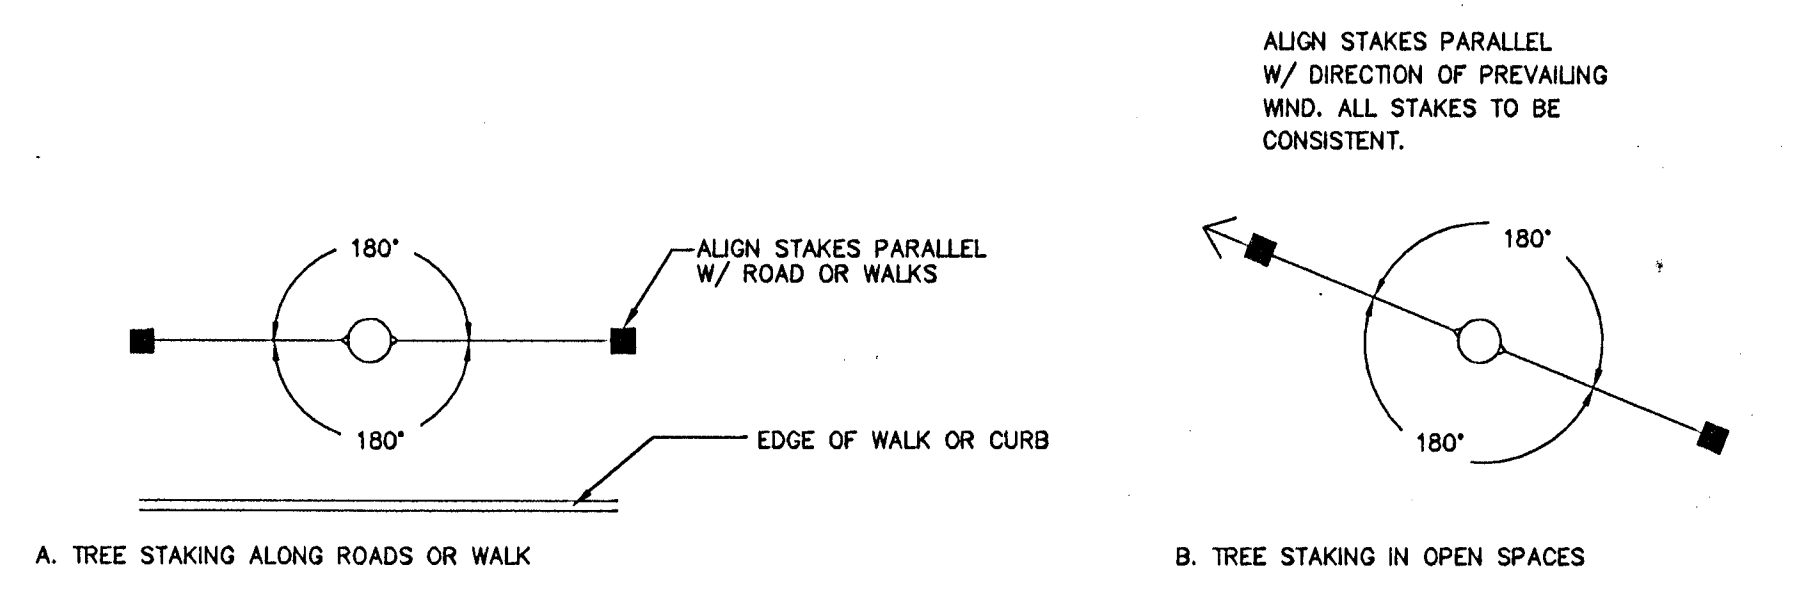 ALIGN STAKES PARALLEL
W/ DIRECTION OF PREVAILING
WIND. ALL STAKES TO BE
CONSISTENT.
180°
ALIGN STAKES PARALLEL
W/ ROAD OR WALKS
180°
EDGE OF WALK OR CURB
A. TREE STAKING ALONG ROADS OR WALK
180°
180°
B. TREE STAKING IN OPEN SPACES